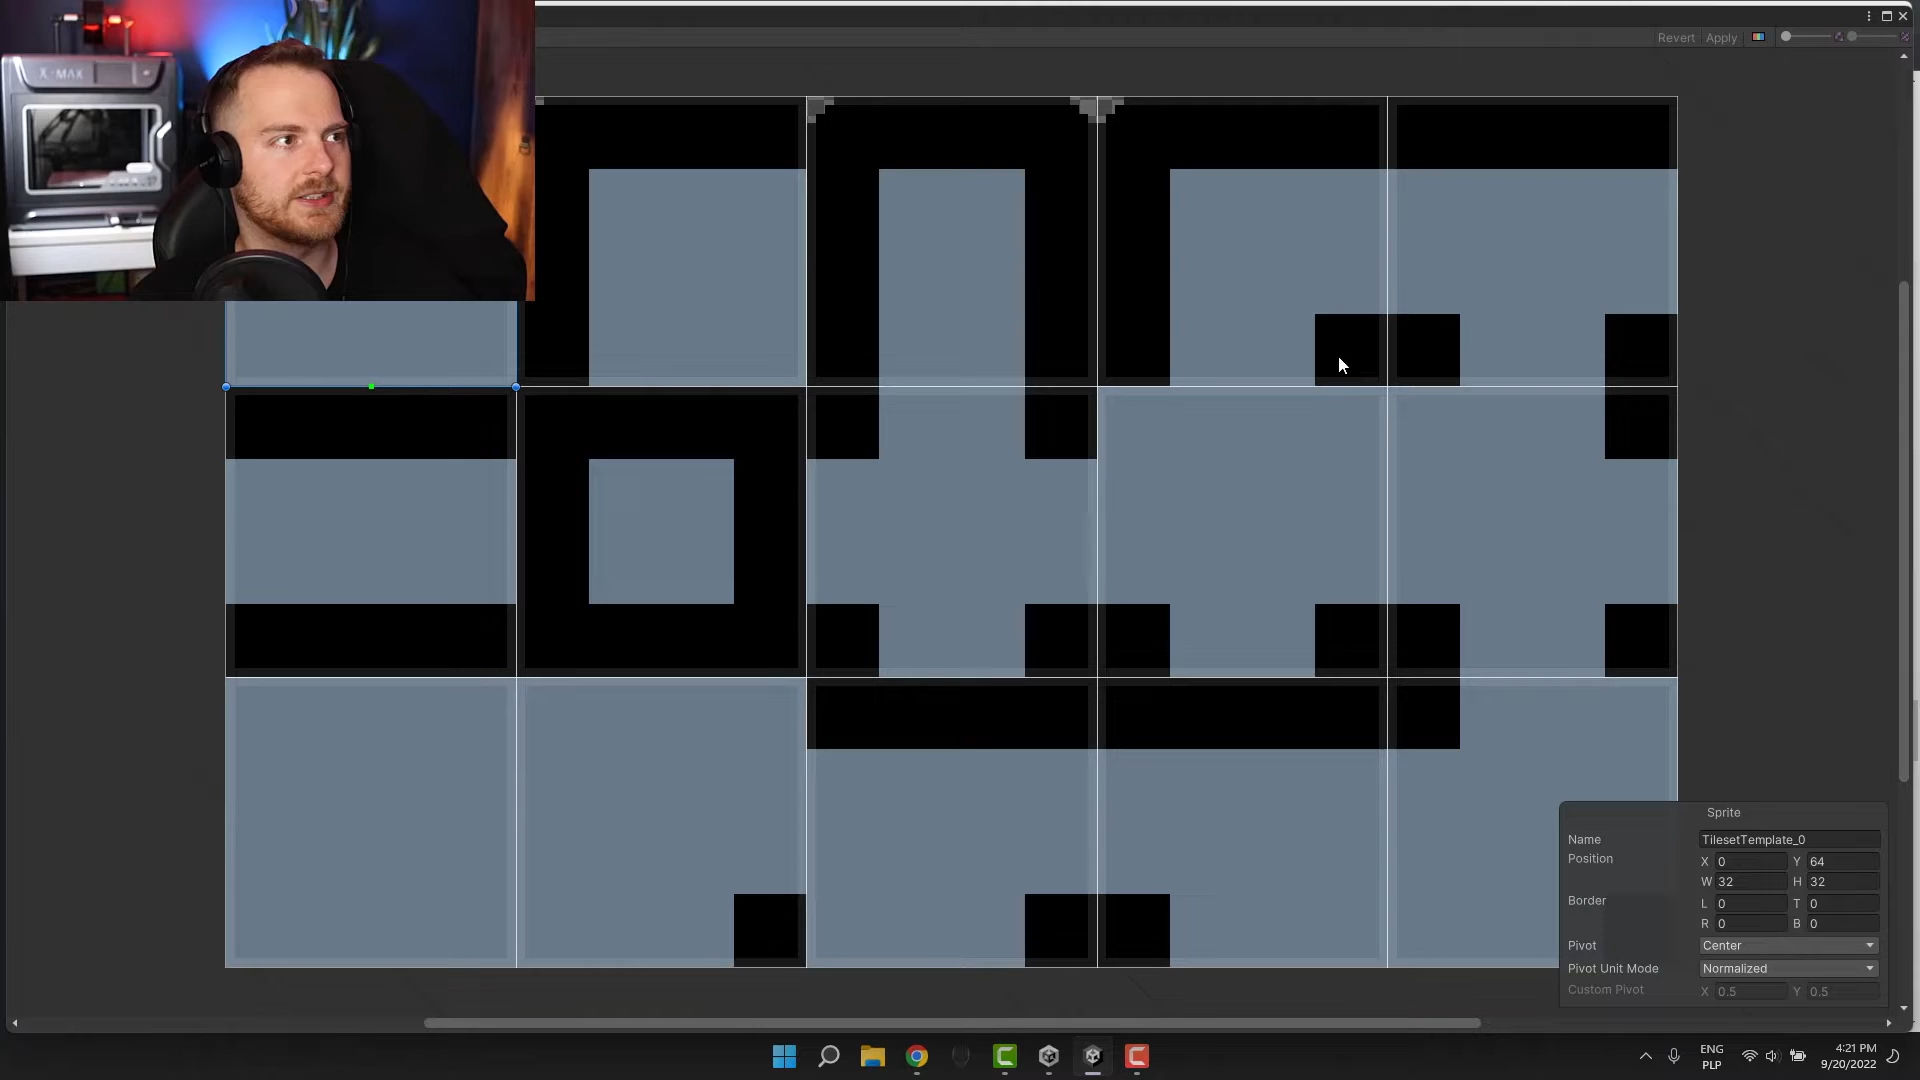 Revert Apply
X-MAX
Sprite
Name TilesetTemplate_0
Position X 0 Y 64
W 32 H 32
Border L 0 T 0
R 0 B 0
Pivot Center
Pivot Unit Mode Normalized
Custom Pivot X 0.5 Y 0.5
ENG
PLP
4:21 PM
9/20/2022